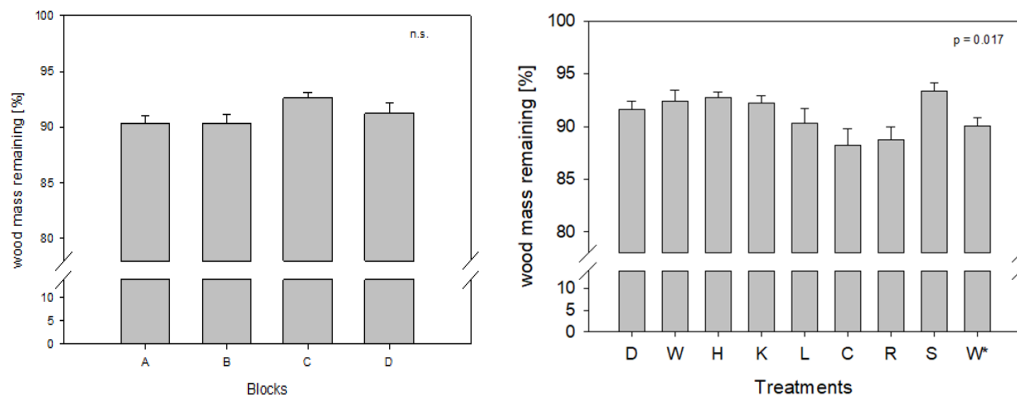 100
95
90
85
80
10
5
0
wood mass remaining [%]
n.s.
A B C D
Blocks
100
95
90
85
80
10
5
0
wood mass remaining [%]
p = 0.017
D W H K L C R S W*
Treatments